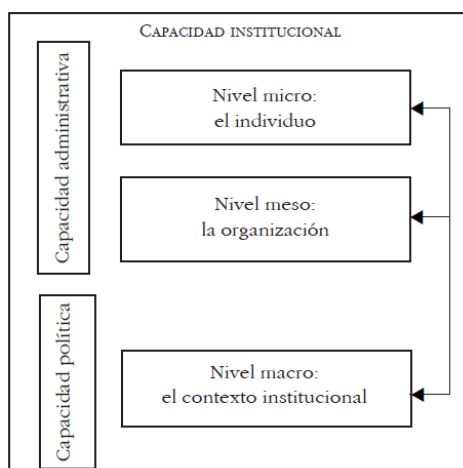 CAPACIDAD INSTITUCIONAL
Capacidad administrativa
Nivel micro:
el individuo
Nivel meso:
la organización
Capacidad política
Nivel macro:
el contexto institucional